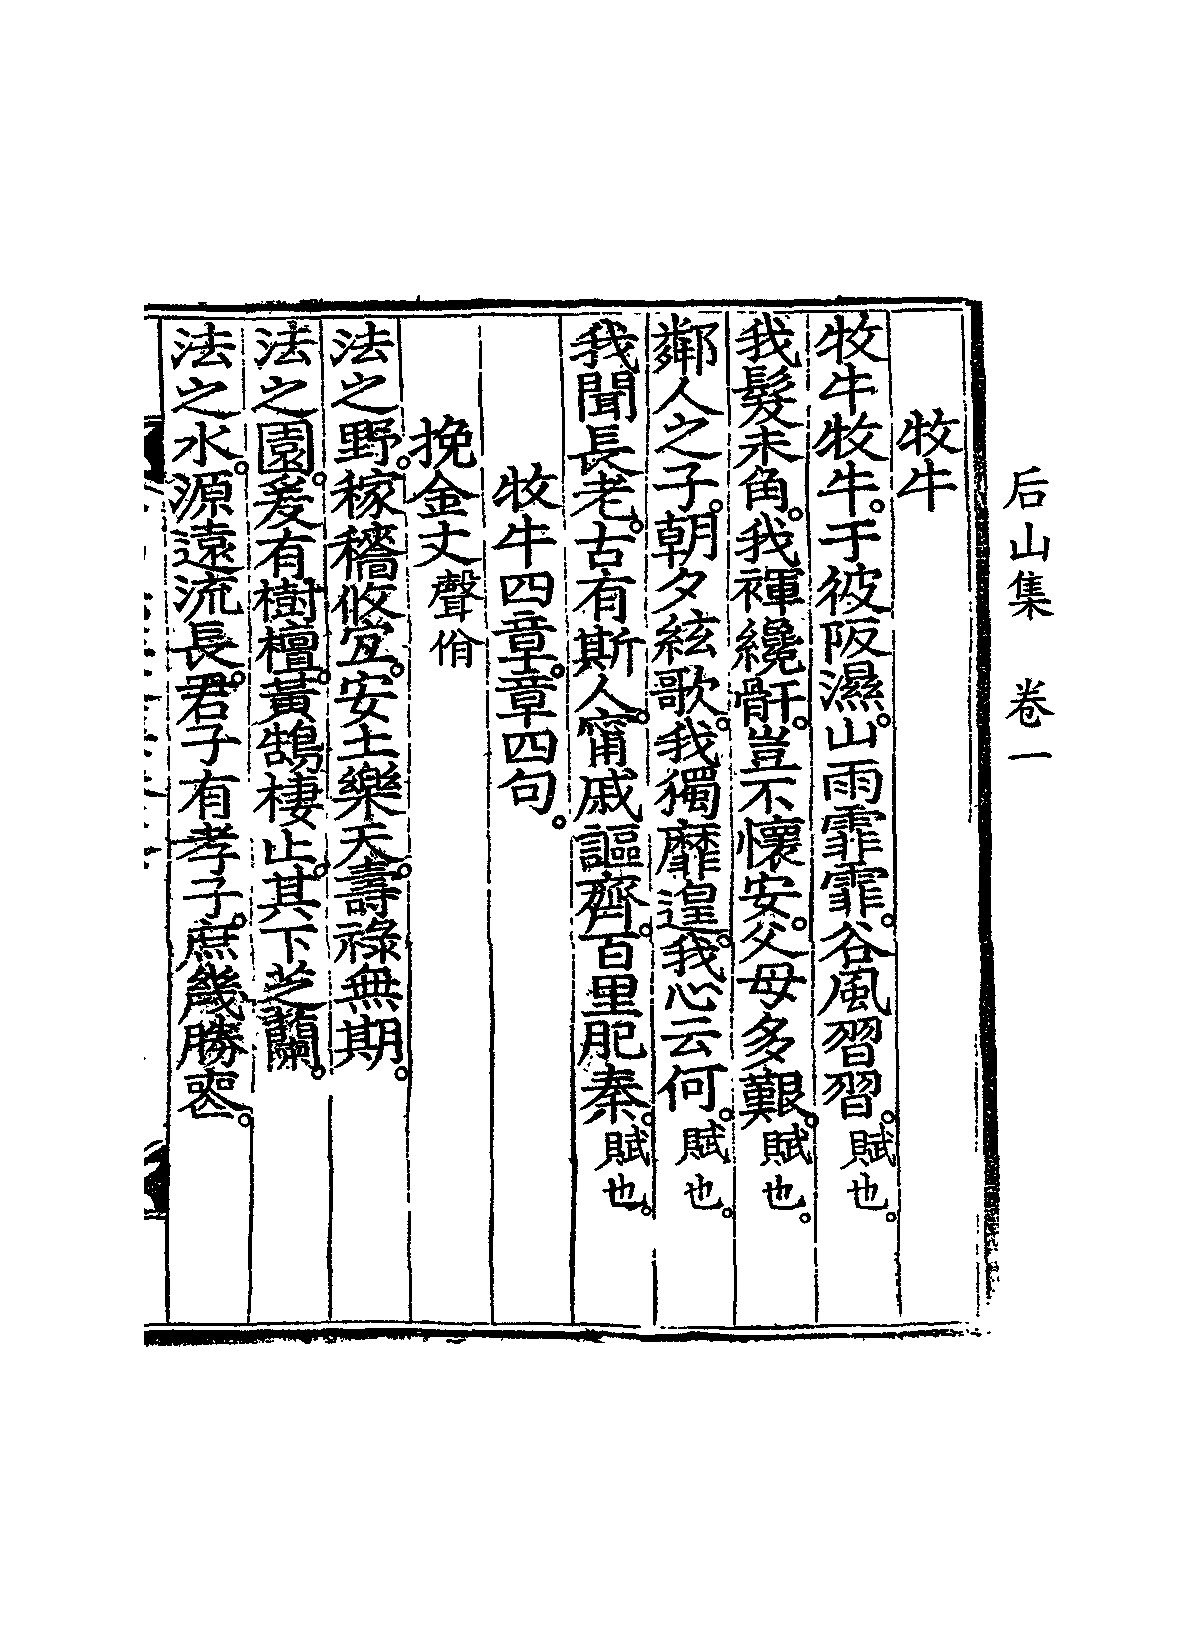 后山集 卷一
牧牛
牧牛牧牛。于彼阪濕。山雨霏霏。谷風習習。賦也。
我髮未角。我褌纔骭。豈不懷安。父母多艱。賦也。
鄰人之子。朝夕絃歌。我獨靡遑。我心云何。賦也。
我聞長老。古有斯人。甯戚謳齊。百里肥秦。賦也。
牧牛四章。章四句。
挽金丈聲佾
法之野。稼穡攸宜。安土樂天。壽祿無期。
法之園。爰有樹檀。黃鵠棲止。其下芝蘭。
法之水。源遠流長。君子有孝子。庶幾勝喪。